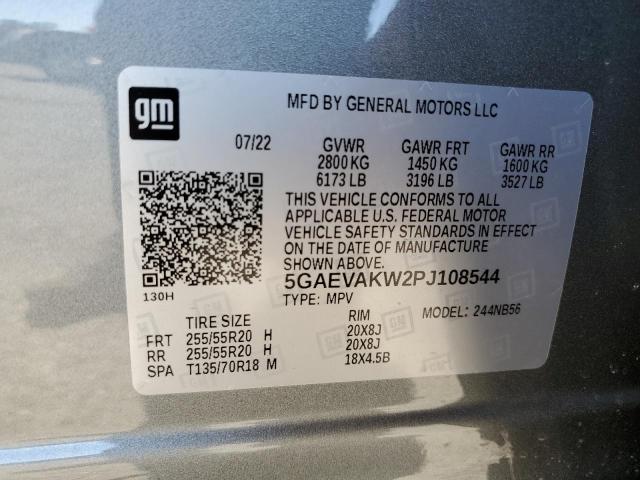 gm
MFD BY GENERAL MOTORS LLC
07/22 GVWR GAWR FRT GAWR RR
2800 KG 1450 KG 1600 KG
6173 LB 3196 LB 3527 LB
THIS VEHICLE CONFORMS TO ALL
APPLICABLE U.S. FEDERAL MOTOR
VEHICLE SAFETY STANDARDS IN EFFECT
ON THE DATE OF MANUFACTURE
SHOWN ABOVE.
130H
5GAEVAKW2PJ108544
TYPE: MPV MODEL: 244NB56
TIRE SIZE RIM
FRT 255/55R20 H 20X8J
RR 255/55R20 H 20X8J
SPA T135/70R18 M 18X4.5B